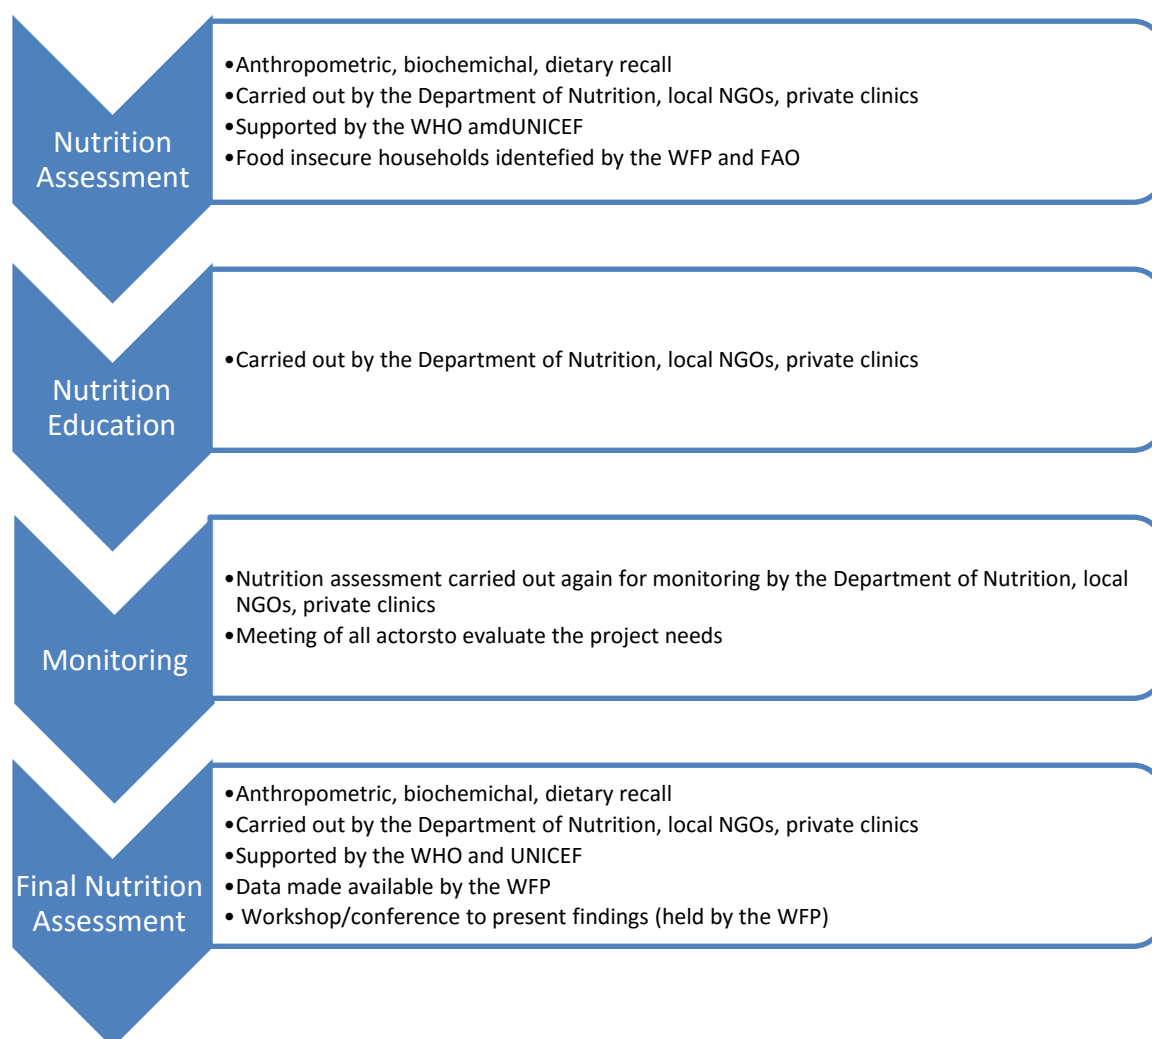 Nutrition
Assessment
•Anthropometric, biochemichal, dietary recall
•Carried out by the Department of Nutrition, local NGOs, private clinics
•Supported by the WHO amdUNICEF
•Food insecure households identefied by the WFP and FAO
Nutrition
Education
•Carried out by the Department of Nutrition, local NGOs, private clinics
Monitoring
•Nutrition assessment carried out again for monitoring by the Department of Nutrition, local
NGOs, private clinics
•Meeting of all actorsto evaluate the project needs
Final Nutrition
Assessment
•Anthropometric, biochemichal, dietary recall
•Carried out by the Department of Nutrition, local NGOs, private clinics
•Supported by the WHO and UNICEF
•Data made available by the WFP
• Workshop/conference to present findings (held by the WFP)